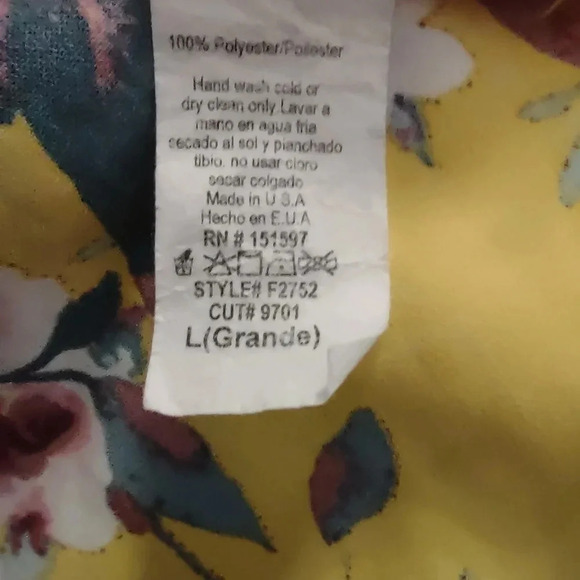 100% Polyester/Poliester
Hand wash cold or
dry clean only.Lavar a
mano en agua fria
secado al sol y planchado
tibio. no usar cloro
secar colgado
Made in U.S.A
Hecho en E.U.A
RN # 151597
STYLE# F2752
CUT# 9701
L(Grande)